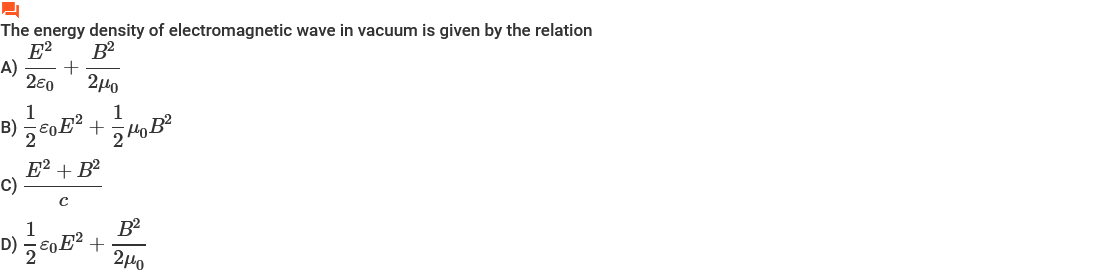 The energy density of electromagnetic wave in vacuum is given by the relation
A) $\frac{E^2}{2\varepsilon_0} + \frac{B^2}{2\mu_0}$
B) $\frac{1}{2}\varepsilon_0 E^2 + \frac{1}{2}\mu_0 B^2$
C) $\frac{E^2 + B^2}{c}$
D) $\frac{1}{2}\varepsilon_0 E^2 + \frac{B^2}{2\mu_0}$